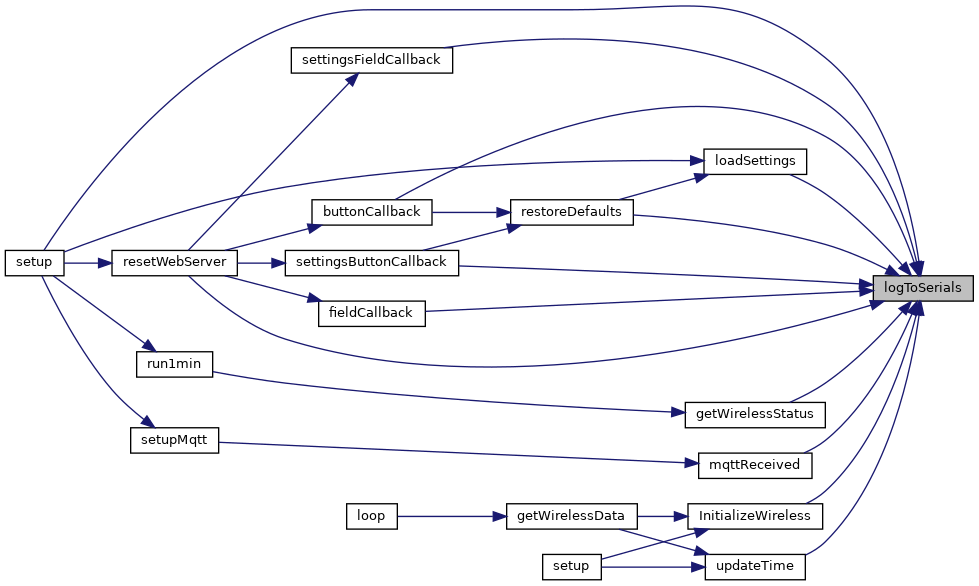 settingsFieldCallback
loadSettings
buttonCallback
restoreDefaults
setup
resetWebServer
settingsButtonCallback
logToSerials
fieldCallback
run1min
getWirelessStatus
setupMqtt
mqttReceived
loop
getWirelessData
InitializeWireless
setup
updateTime